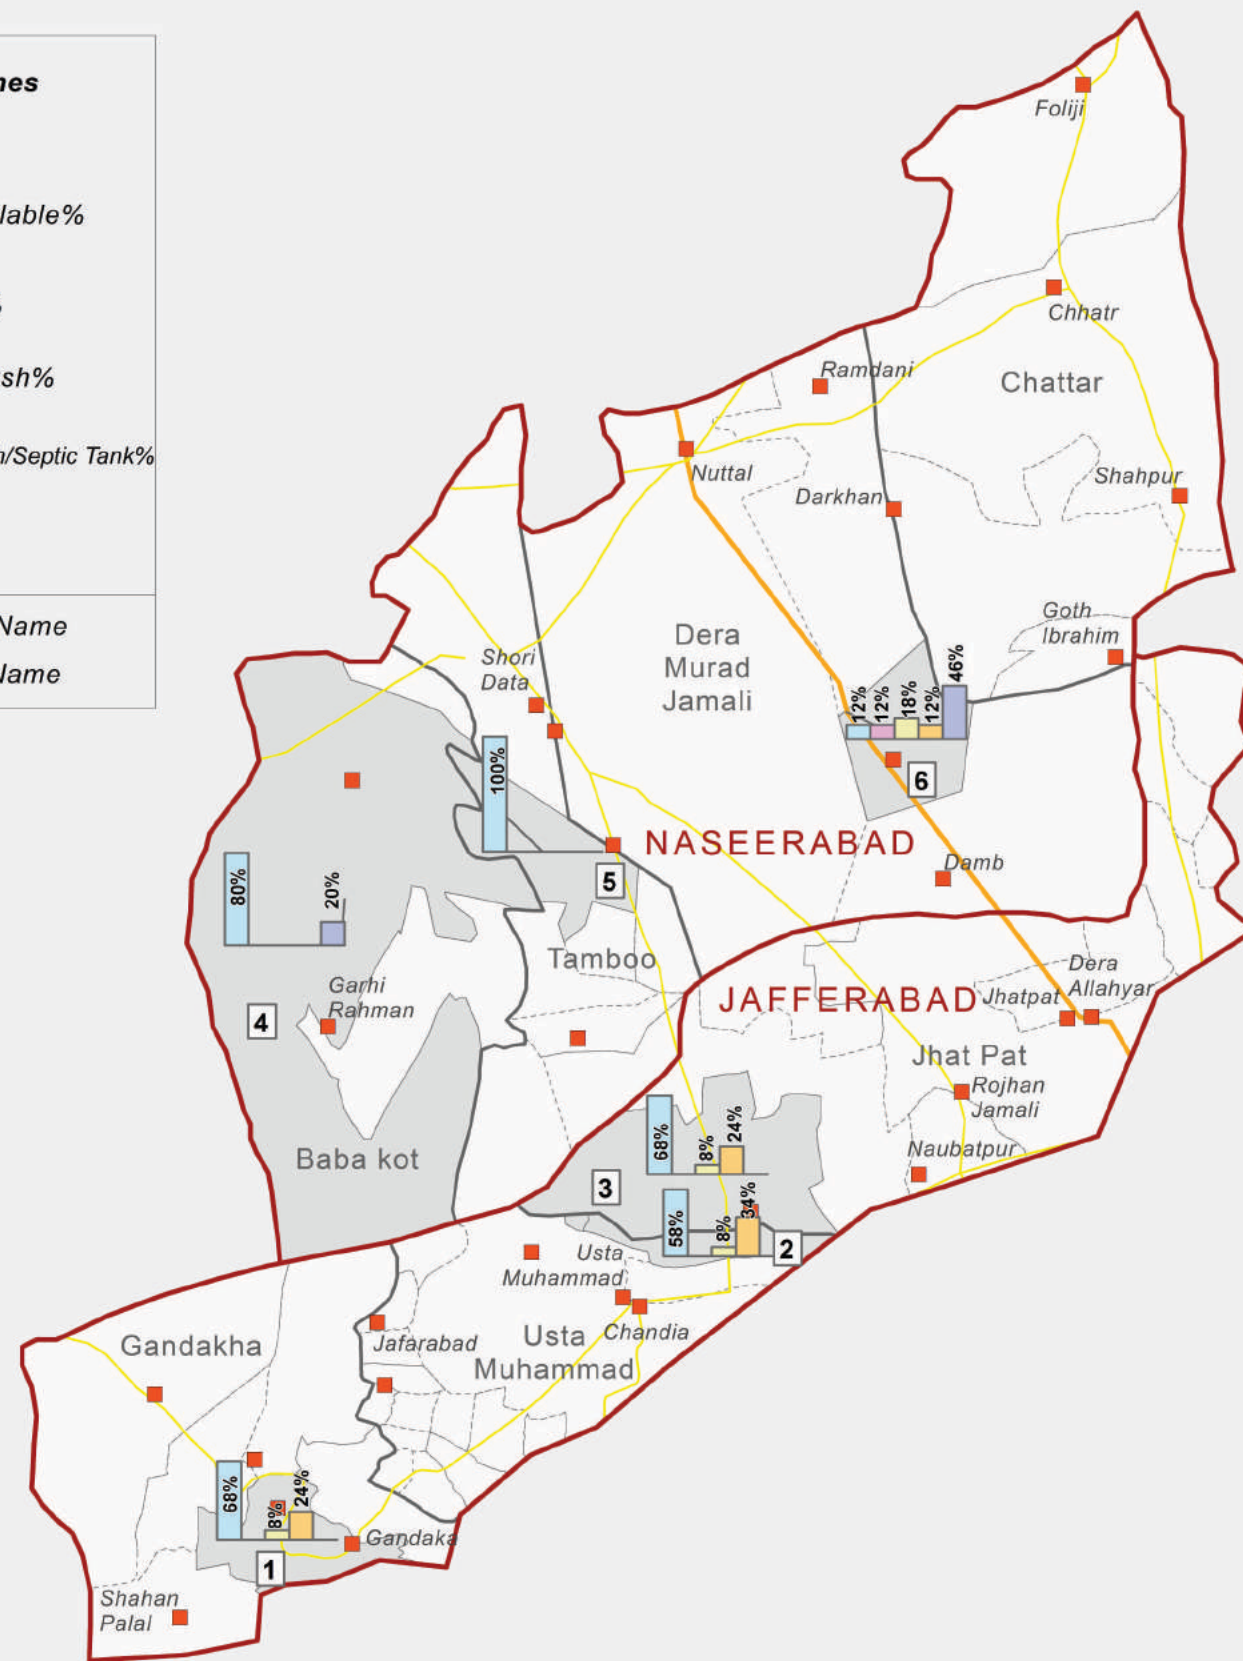 nes
lable%
sh%
n/Septic Tank%
Name
Name
Foliji
Chhatr
Ramdani
Chattar
Nuttal
Shahpur
Darkhan
Goth
Ibrahim
Dera
Murad
Jamali
Shori
Data
12%
12%
18%
12%
46%
6
100%
NASEERABAD
5
Damb
80%
20%
Tamboo
Garhi
Rahman
4
Dera
Allahyar
JAFFERABAD
Jhatpat
Jhat Pat
Rojhan
Jamali
Naubatpur
Baba kot
68%
8%
24%
3
58%
8%
34%
2
Usta
Muhammad
Chandia
Usta
Muhammad
Jafarabad
Gandakha
68%
8%
24%
Gandaka
1
Shahan
Palal